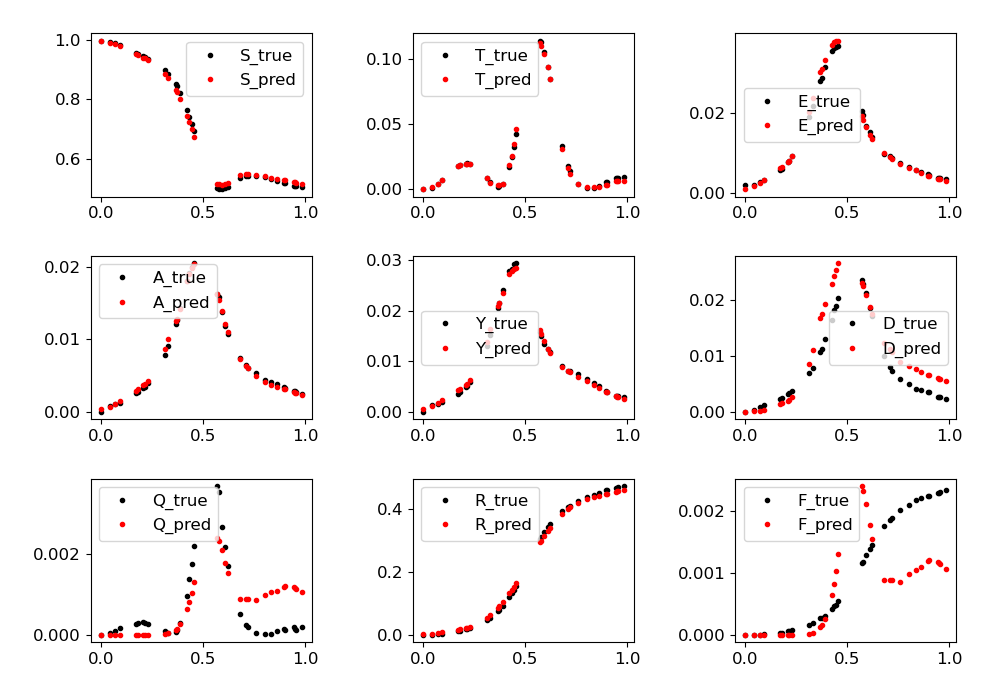 1.0
0.8
0.6
0.0 0.5 1.0
S_true
S_pred
0.10
0.05
0.00
0.0 0.5 1.0
T_true
T_pred
0.02
0.00
0.0 0.5 1.0
E_true
E_pred
0.02
0.01
0.00
0.0 0.5 1.0
A_true
A_pred
0.03
0.02
0.01
0.00
0.0 0.5 1.0
Y_true
Y_pred
0.02
0.01
0.00
0.0 0.5 1.0
D_true
D_pred
0.002
0.000
0.0 0.5 1.0
Q_true
Q_pred
0.4
0.2
0.0
0.0 0.5 1.0
R_true
R_pred
0.002
0.001
0.000
0.0 0.5 1.0
F_true
F_pred